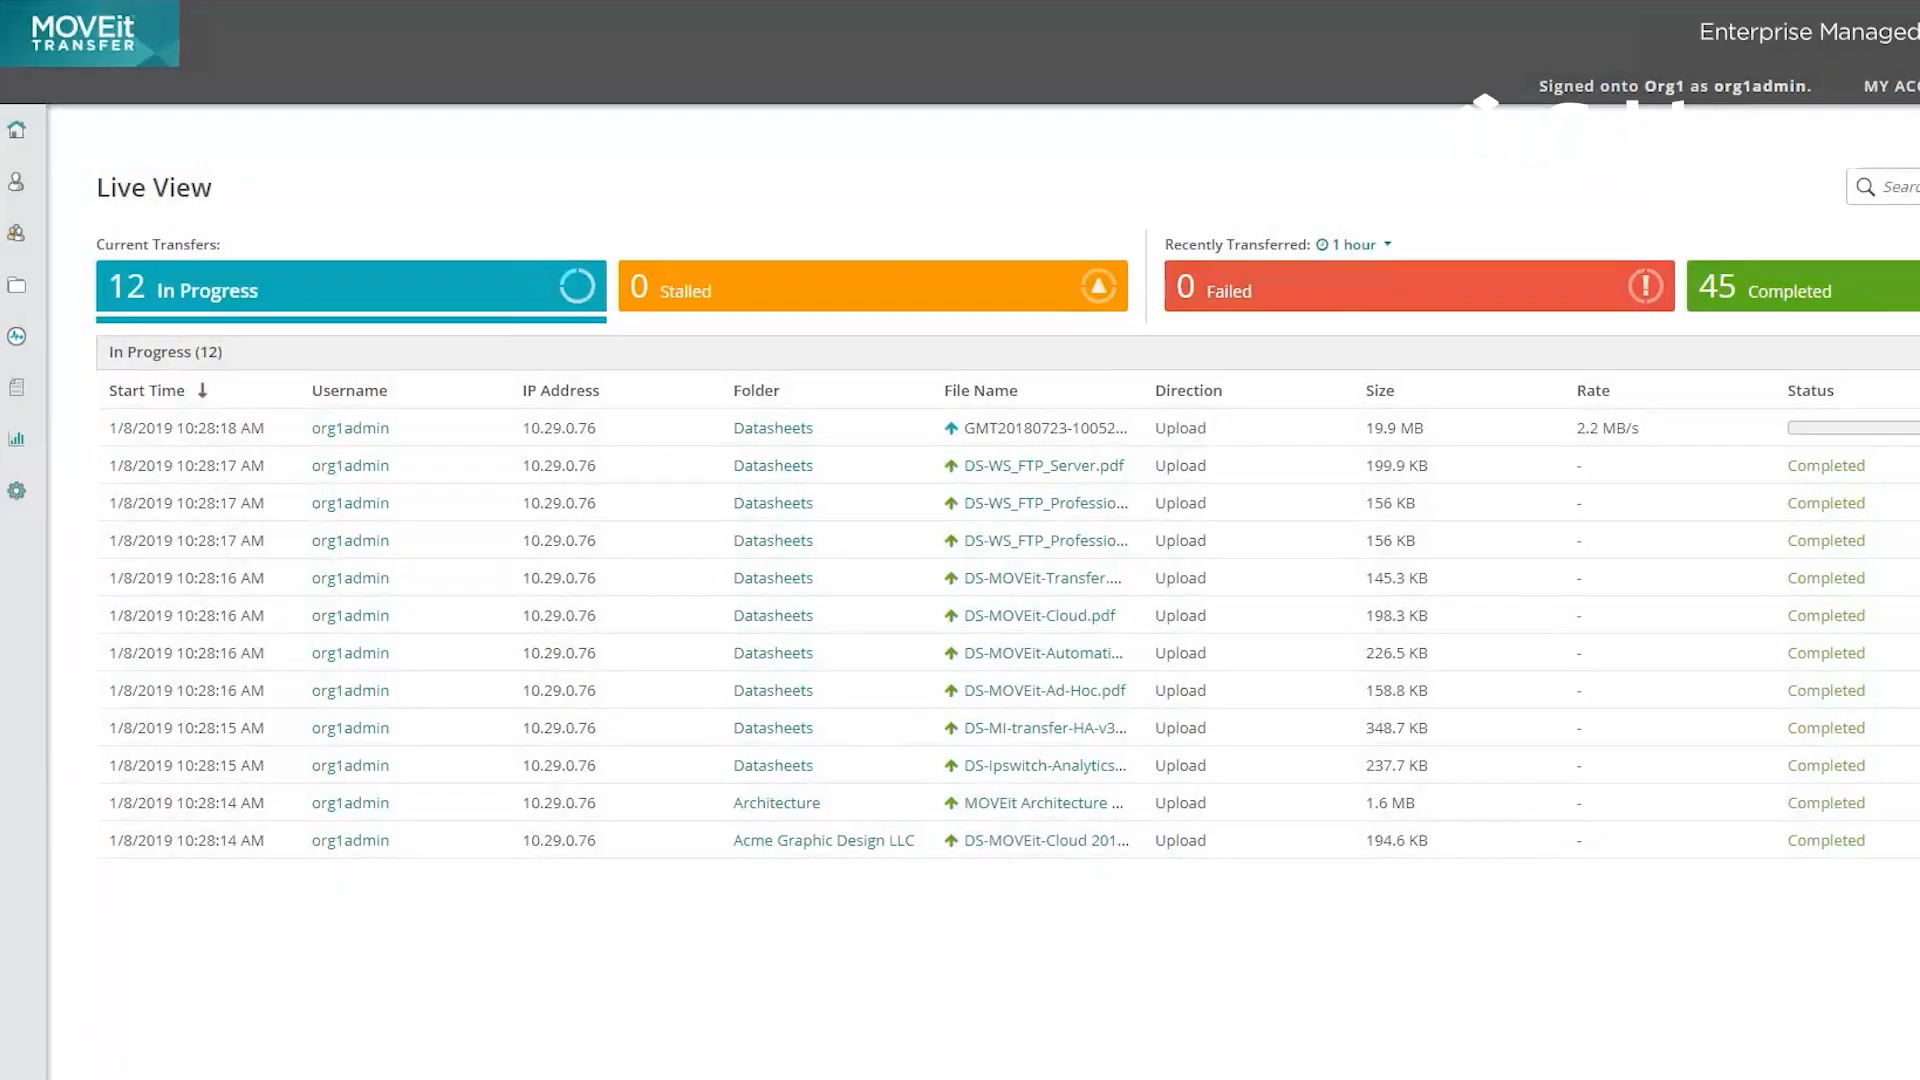 MOVEit
TRANSFER
Enterprise Managed
Signed onto Org1 as org1admin.
MY ACC
Live View
Sear
Current Transfers:
Recently Transferred: 1 hour
12 In Progress
0 Stalled
0 Failed
45 Completed
In Progress (12)
Start Time Username IP Address Folder File Name Direction Size Rate Status
1/8/2019 10:28:18 AM org1admin 10.29.0.76 Datasheets GMT20180723-10052... Upload 19.9 MB 2.2 MB/s
1/8/2019 10:28:17 AM org1admin 10.29.0.76 Datasheets DS-WS_FTP_Server.pdf Upload 199.9 KB - Completed
1/8/2019 10:28:17 AM org1admin 10.29.0.76 Datasheets DS-WS_FTP_Professio... Upload 156 KB - Completed
1/8/2019 10:28:17 AM org1admin 10.29.0.76 Datasheets DS-WS_FTP_Professio... Upload 156 KB - Completed
1/8/2019 10:28:16 AM org1admin 10.29.0.76 Datasheets DS-MOVEit-Transfer.... Upload 145.3 KB - Completed
1/8/2019 10:28:16 AM org1admin 10.29.0.76 Datasheets DS-MOVEit-Cloud.pdf Upload 198.3 KB - Completed
1/8/2019 10:28:16 AM org1admin 10.29.0.76 Datasheets DS-MOVEit-Automati... Upload 226.5 KB - Completed
1/8/2019 10:28:16 AM org1admin 10.29.0.76 Datasheets DS-MOVEit-Ad-Hoc.pdf Upload 158.8 KB - Completed
1/8/2019 10:28:15 AM org1admin 10.29.0.76 Datasheets DS-MI-transfer-HA-v3... Upload 348.7 KB - Completed
1/8/2019 10:28:15 AM org1admin 10.29.0.76 Datasheets DS-Ipswitch-Analytics... Upload 237.7 KB - Completed
1/8/2019 10:28:14 AM org1admin 10.29.0.76 Architecture MOVEit Architecture ... Upload 1.6 MB - Completed
1/8/2019 10:28:14 AM org1admin 10.29.0.76 Acme Graphic Design LLC DS-MOVEit-Cloud 201... Upload 194.6 KB - Completed